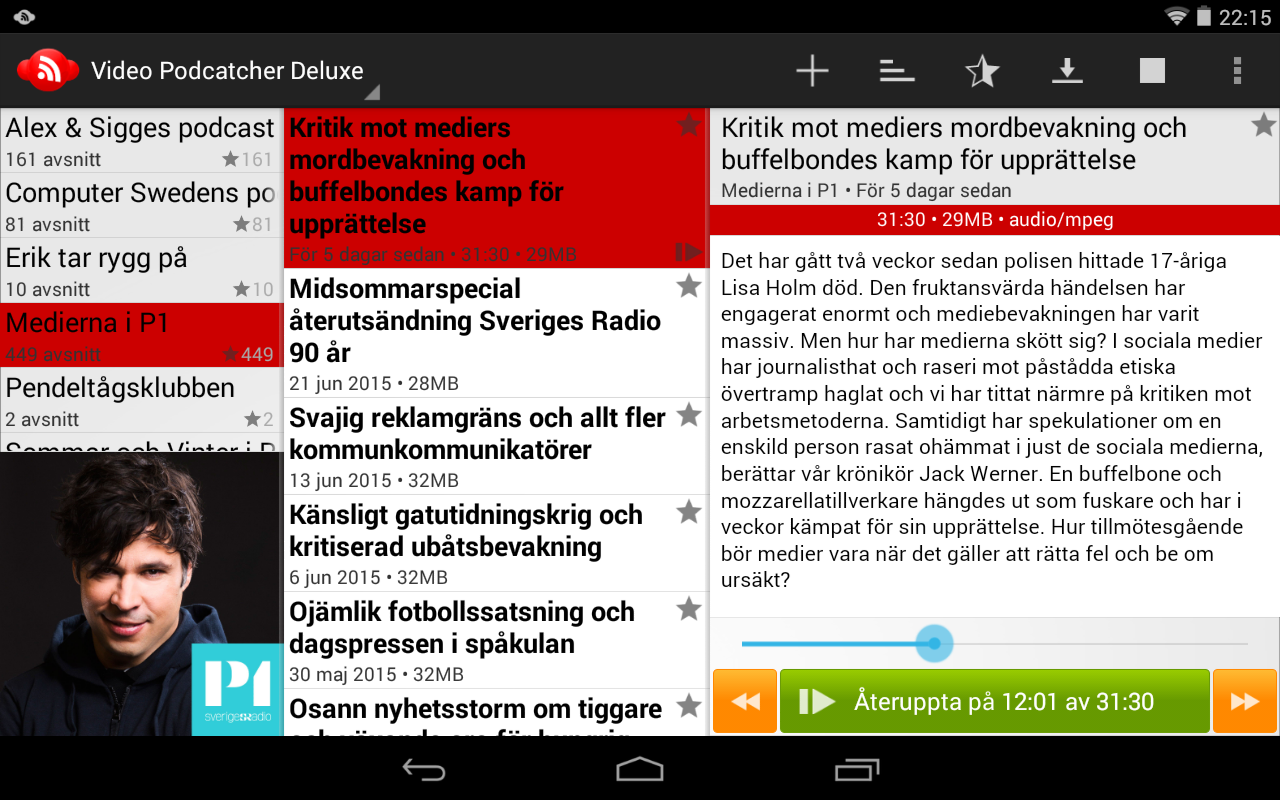 22:15
Video Podcatcher Deluxe
Alex & Sigges podcast
161 avsnitt
161
Computer Swedens po
81 avsnitt
81
Erik tar rygg på
10 avsnitt
10
Medierna i P1
449 avsnitt
449
Pendeltågsklubben
2 avsnitt
2
Sommar och Vinter i P
P1
sverigesradio
Kritik mot mediers
mordbevakning och
buffelbondes kamp för
upprättelse
För 5 dagar sedan • 31:30 • 29MB
Midsommarspecial
återutsändning Sveriges Radio
90 år
21 jun 2015 • 28MB
Svajig reklamgräns och allt fler
kommunkommunikatörer
13 jun 2015 • 32MB
Känsligt gatutidningskrig och
kritiserad ubåtsbevakning
6 jun 2015 • 32MB
Ojämlik fotbollssatsning och
dagspressen i spåkulan
30 maj 2015 • 32MB
Osann nyhetsstorm om tiggare
Kritik mot mediers mordbevakning och
buffelbondes kamp för upprättelse
Medierna i P1 • För 5 dagar sedan
31:30 • 29MB • audio/mpeg
Det har gått två veckor sedan polisen hittade 17-åriga
Lisa Holm död. Den fruktansvärda händelsen har
engagerat enormt och mediebevakningen har varit
massiv. Men hur har medierna skött sig? I sociala medier
har journalisthat och raseri mot påstådda etiska
övertramp haglat och vi har tittat närmre på kritiken mot
arbetsmetoderna. Samtidigt har spekulationer om en
enskild person rasat ohämmat i just de sociala medierna,
berättar vår krönikör Jack Werner. En buffelbone och
mozzarellatillverkare hängdes ut som fuskare och har i
veckor kämpat för sin upprättelse. Hur tillmötesgående
bör medier vara när det gäller att rätta fel och be om
ursäkt?
Återuppta på 12:01 av 31:30